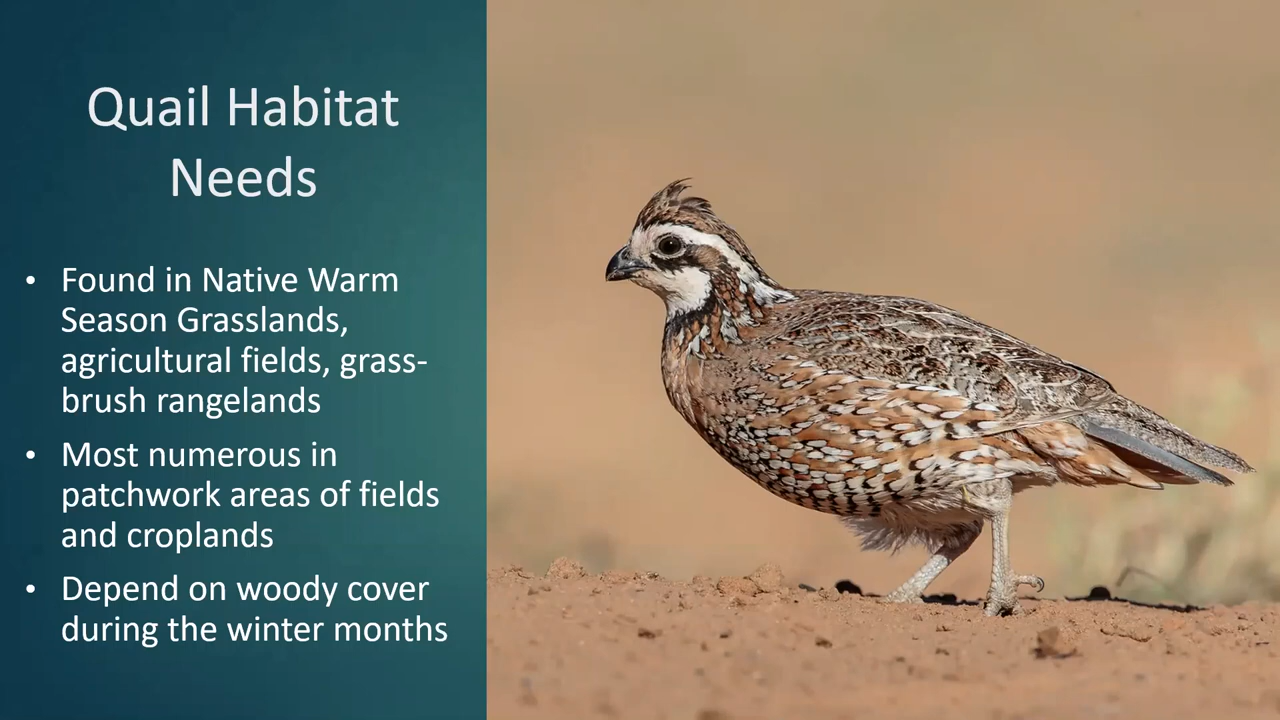 Quail Habitat
Needs
• Found in Native Warm
Season Grasslands,
agricultural fields, grass-
brush rangelands
• Most numerous in
patchwork areas of fields
and croplands
• Depend on woody cover
during the winter months